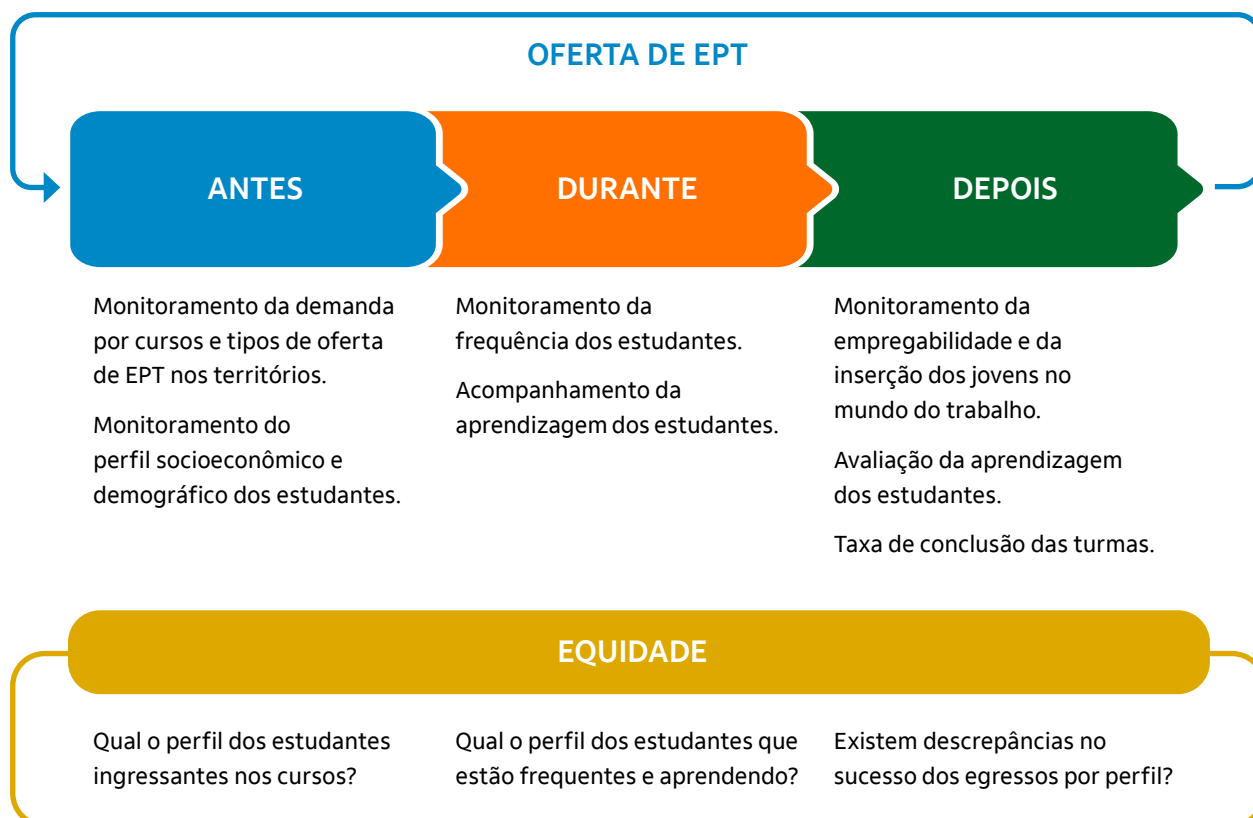 OFERTA DE EPT
ANTES
DURANTE
DEPOIS
Monitoramento da demanda
por cursos e tipos de oferta
de EPT nos territórios.
Monitoramento do
perfil socioeconômico e
demográfico dos estudantes.
Monitoramento da
frequência dos estudantes.
Acompanhamento da
aprendizagem dos estudantes.
Monitoramento da
empregabilidade e da
inserção dos jovens no
mundo do trabalho.
Avaliação da aprendizagem
dos estudantes.
Taxa de conclusão das turmas.
EQUIDADE
Qual o perfil dos estudantes
ingressantes nos cursos?
Qual o perfil dos estudantes que
estão frequentes e aprendendo?
Existem descrepâncias no
sucesso dos egressos por perfil?